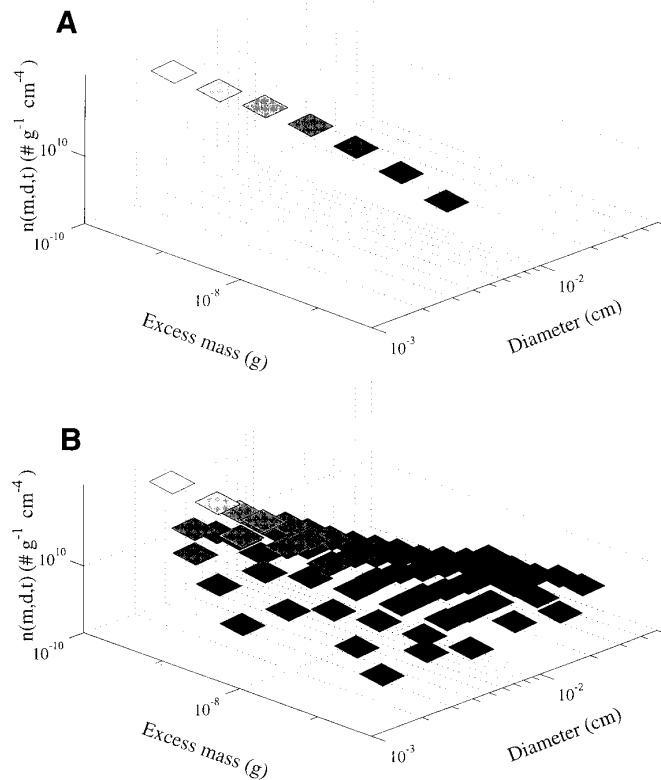 A
n(m,d,t) (# g⁻¹ cm⁻⁴)
10¹⁰
10⁻¹⁰
10⁻⁸
Excess mass (g)
10⁻³
10⁻²
Diameter (cm)
B
n(m,d,t) (# g⁻¹ cm⁻⁴)
10¹⁰
10⁻¹⁰
10⁻⁸
Excess mass (g)
10⁻³
10⁻²
Diameter (cm)